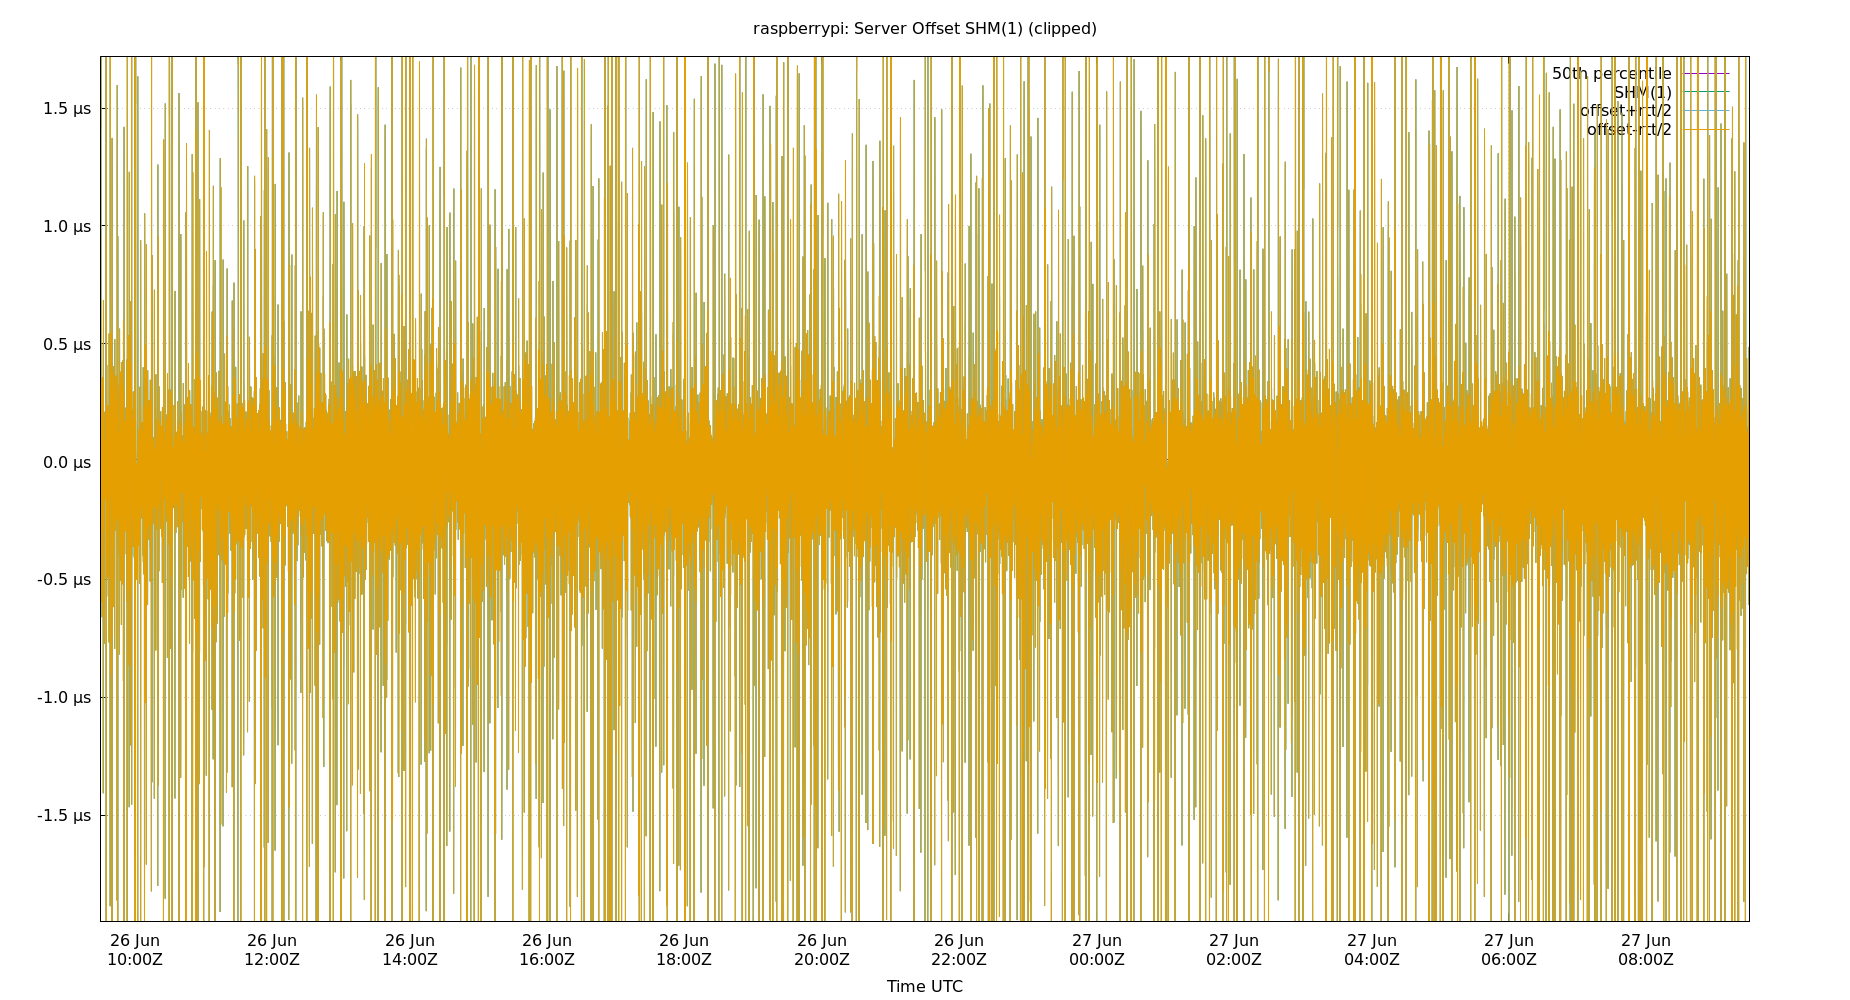 raspberrypi: Server Offset SHM(1) (clipped)
50th percentile
SHM(1)
offset+rtt/2
offset-rtt/2
1.5 µs
1.0 µs
0.5 µs
0.0 µs
-0.5 µs
-1.0 µs
-1.5 µs
26 Jun 26 Jun 26 Jun 26 Jun 26 Jun 26 Jun 26 Jun 27 Jun 27 Jun 27 Jun 27 Jun 27 Jun
10:00Z 12:00Z 14:00Z 16:00Z 18:00Z 20:00Z 22:00Z 00:00Z 02:00Z 04:00Z 06:00Z 08:00Z
Time UTC